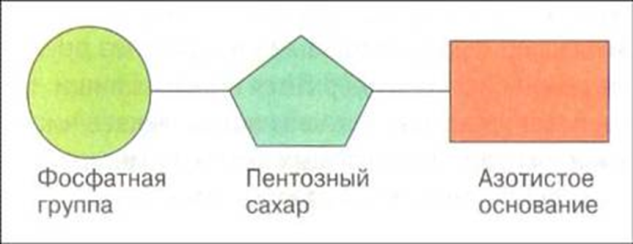 Фосфатная
группа
Пентозный
сахар
Азотистое
основание